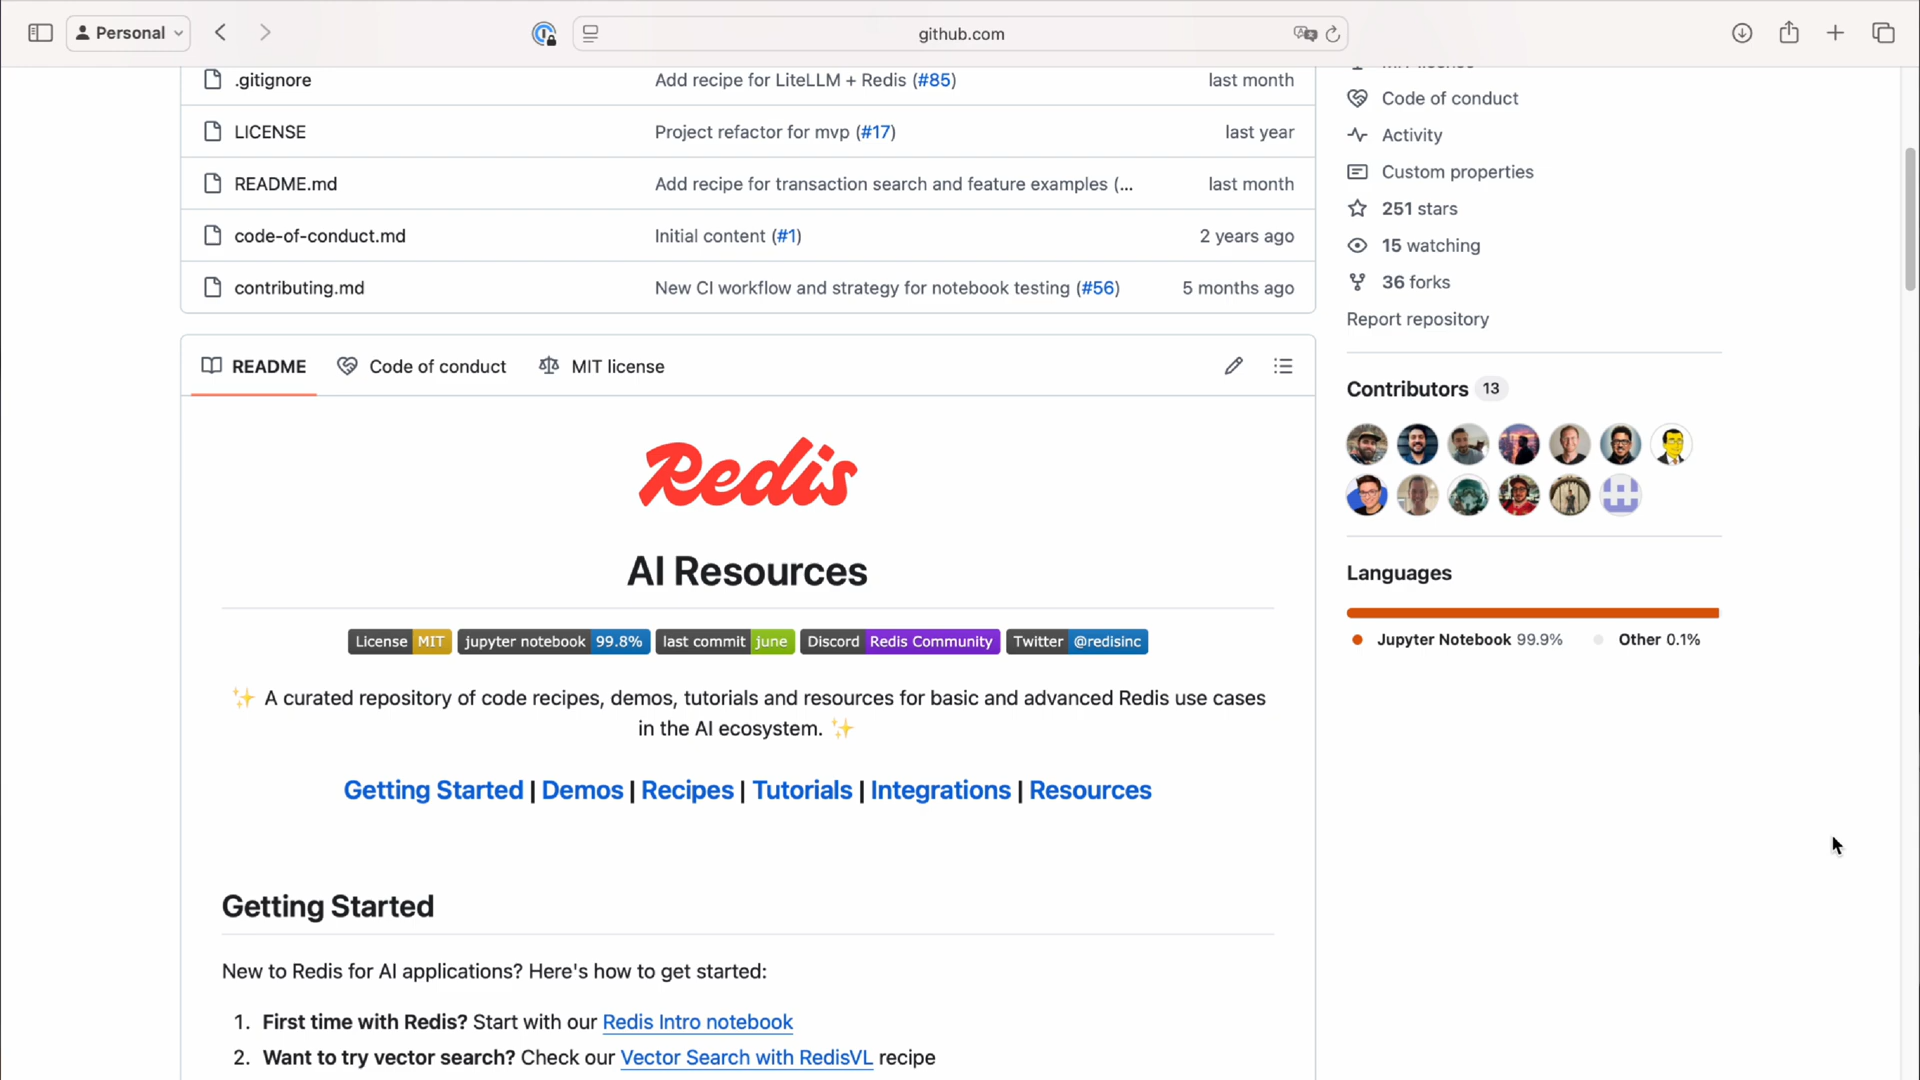 Personal
github.com
.gitignore Add recipe for LiteLLM + Redis (#85) last month
LICENSE Project refactor for mvp (#17) last year
README.md Add recipe for transaction search and feature examples (... last month
code-of-conduct.md Initial content (#1) 2 years ago
contributing.md New CI workflow and strategy for notebook testing (#56) 5 months ago
README Code of conduct MIT license
Redis
AI Resources
License MIT jupyter notebook 99.8% last commit june Discord Redis Community Twitter @redisinc
✨ A curated repository of code recipes, demos, tutorials and resources for basic and advanced Redis use cases
in the AI ecosystem. ✨
Getting Started | Demos | Recipes | Tutorials | Integrations | Resources
Getting Started
New to Redis for AI applications? Here's how to get started:
1. First time with Redis? Start with our Redis Intro notebook
2. Want to try vector search? Check our Vector Search with RedisVL recipe
Code of conduct
Activity
Custom properties
251 stars
15 watching
36 forks
Report repository
Contributors 13
Languages
Jupyter Notebook 99.9% Other 0.1%